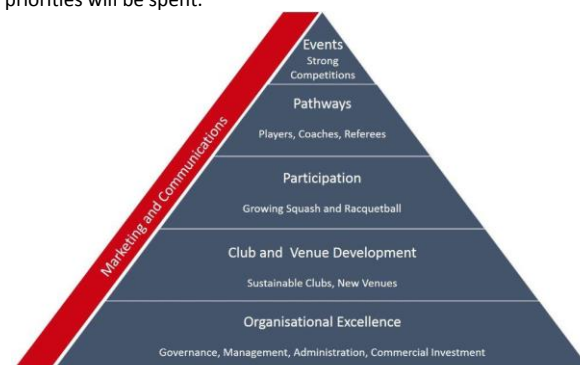 priorities will be spent.
Events
Strong
Competitions
Pathways
Players, Coaches, Referees
Participation
Growing Squash and Racquetball
Club and Venue Development
Sustainable Clubs, New Venues
Organisational Excellence
Governance, Management, Administration, Commercial Investment
Marketing and Communications